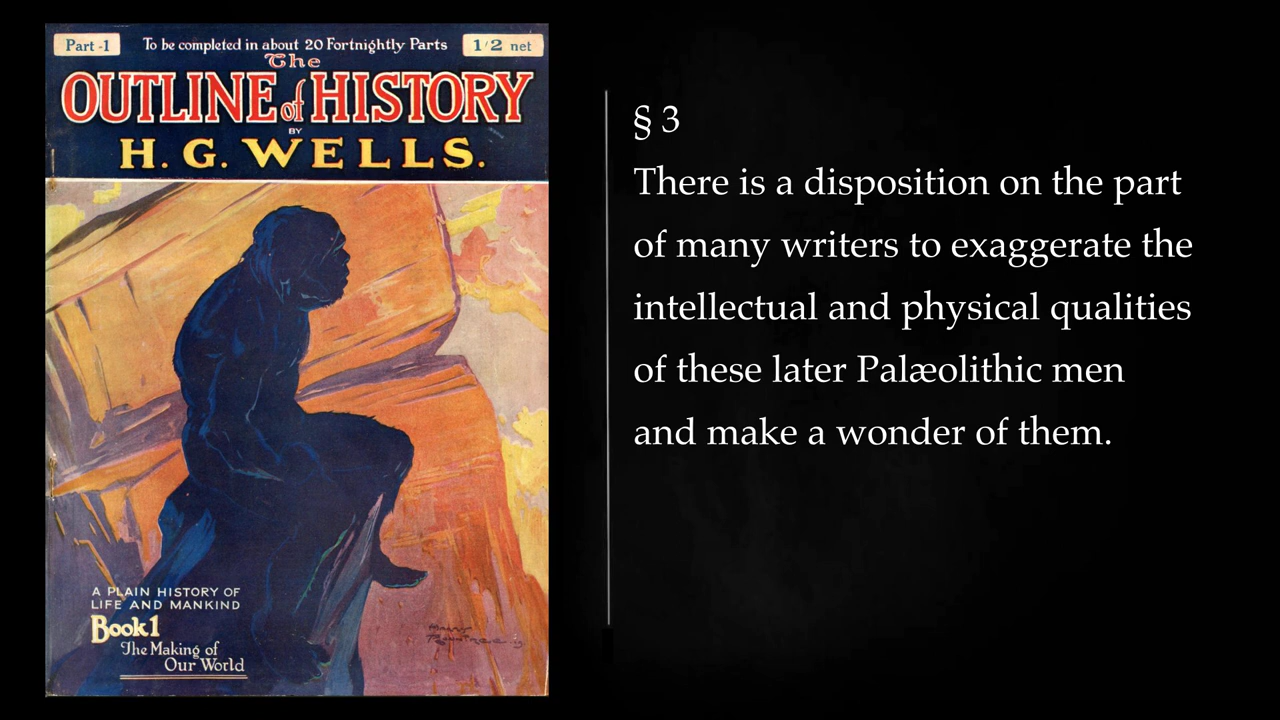 Part -1
To be completed in about 20 Fortnightly Parts
1/2 net
The
OUTLINE of HISTORY
BY
H. G. WELLS.
A PLAIN HISTORY OF
LIFE AND MANKIND
Book 1
The Making of
Our World
§ 3
There is a disposition on the part
of many writers to exaggerate the
intellectual and physical qualities
of these later Palæolithic men
and make a wonder of them.